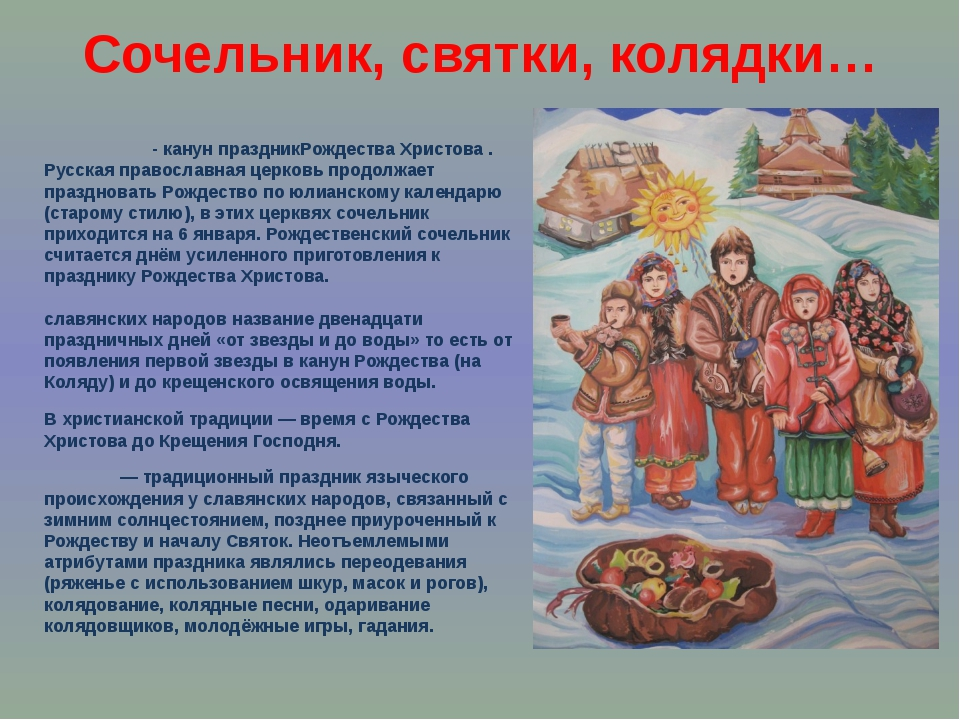 Сочельник, святки, колядки…
- канун праздникРождества Христова .
Русская православная церковь продолжает
праздновать Рождество по юлианскому календарю
(старому стилю), в этих церквях сочельник
приходится на 6 января. Рождественский сочельник
считается днём усиленного приготовления к
празднику Рождества Христова.
славянских народов название двенадцати
праздничных дней «от звезды и до воды» то есть от
появления первой звезды в канун Рождества (на
Коляду) и до крещенского освящения воды.
В христианской традиции — время с Рождества
Христова до Крещения Господня.
— традиционный праздник языческого
происхождения у славянских народов, связанный с
зимним солнцестоянием, позднее приуроченный к
Рождеству и началу Святок. Неотъемлемыми
атрибутами праздника являлись переодевания
(ряженье с использованием шкур, масок и рогов),
колядование, колядные песни, одаривание
колядовщиков, молодёжные игры, гадания.